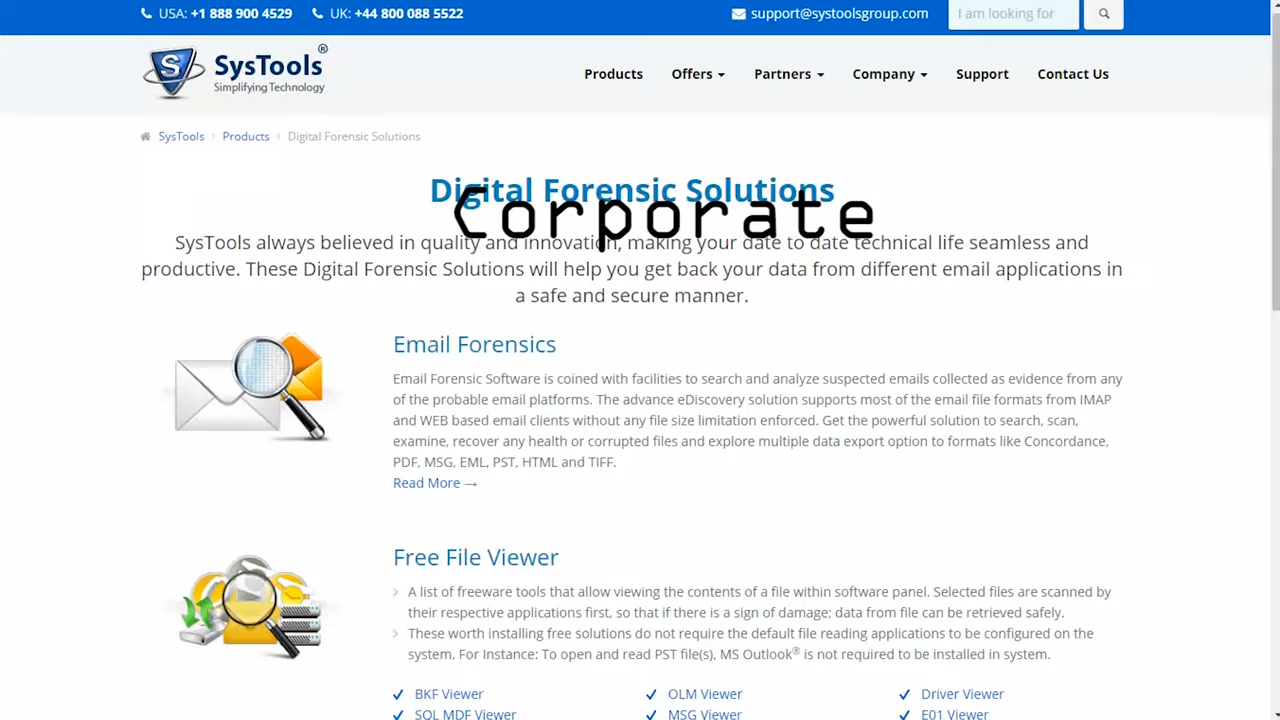 USA: +1 888 900 4529 UK: +44 800 088 5522 support@systoolsgroup.com I am looking for
SysTools®
Simplifying Technology
Products Offers Partners Company Support Contact Us
SysTools Products Digital Forensic Solutions
Digital Forensic Solutions
Corporate
SysTools always believed in quality and innovation, making your date to date technical life seamless and
productive. These Digital Forensic Solutions will help you get back your data from different email applications in
a safe and secure manner.
Email Forensics
Email Forensic Software is coined with facilities to search and analyze suspected emails collected as evidence from any
of the probable email platforms. The advance eDiscovery solution supports most of the email file formats from IMAP
and WEB based email clients without any file size limitation enforced. Get the powerful solution to search, scan,
examine, recover any health or corrupted files and explore multiple data export option to formats like Concordance,
PDF, MSG, EML, PST, HTML and TIFF.
Read More →
Free File Viewer
A list of freeware tools that allow viewing the contents of a file within software panel. Selected files are scanned by
their respective applications first, so that if there is a sign of damage; data from file can be retrieved safely.
These worth installing free solutions do not require the default file reading applications to be configured on the
system. For Instance: To open and read PST file(s), MS Outlook® is not required to be installed in system.
BKF Viewer OLM Viewer Driver Viewer
SQL MDF Viewer MSG Viewer E01 Viewer